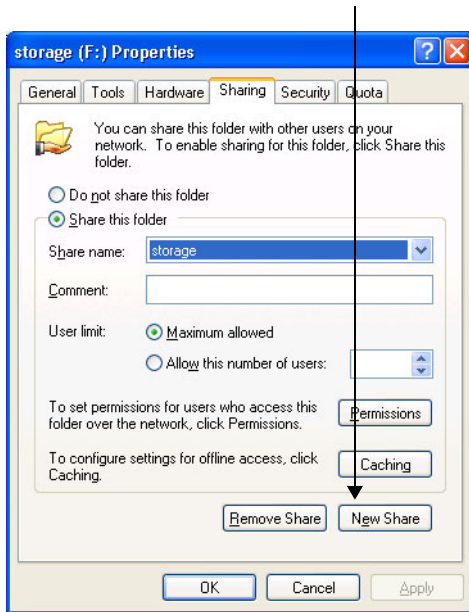 storage (F:) Properties
General Tools Hardware Sharing Security Quota
You can share this folder with other users on your
network. To enable sharing for this folder, click Share this
folder.
Do not share this folder
Share this folder
Share name: storage
Comment:
User limit: Maximum allowed
Allow this number of users:
To set permissions for users who access this
folder over the network, click Permissions.
Permissions
To configure settings for offline access, click
Caching.
Caching
Remove Share New Share
OK Cancel Apply